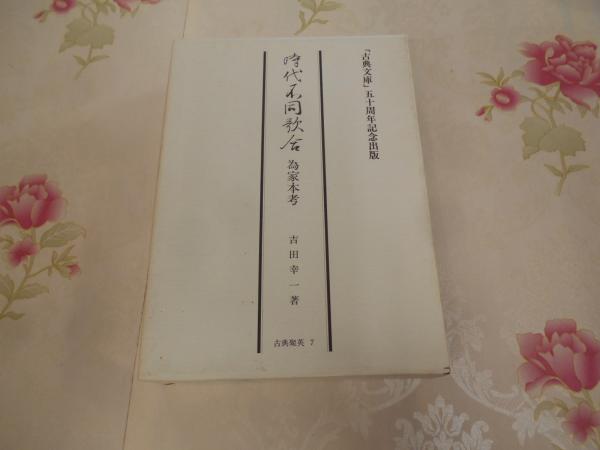 「古典文庫」五十周年記念出版
時代不同歌合 為家本考
吉田幸一著
古典聚英 7